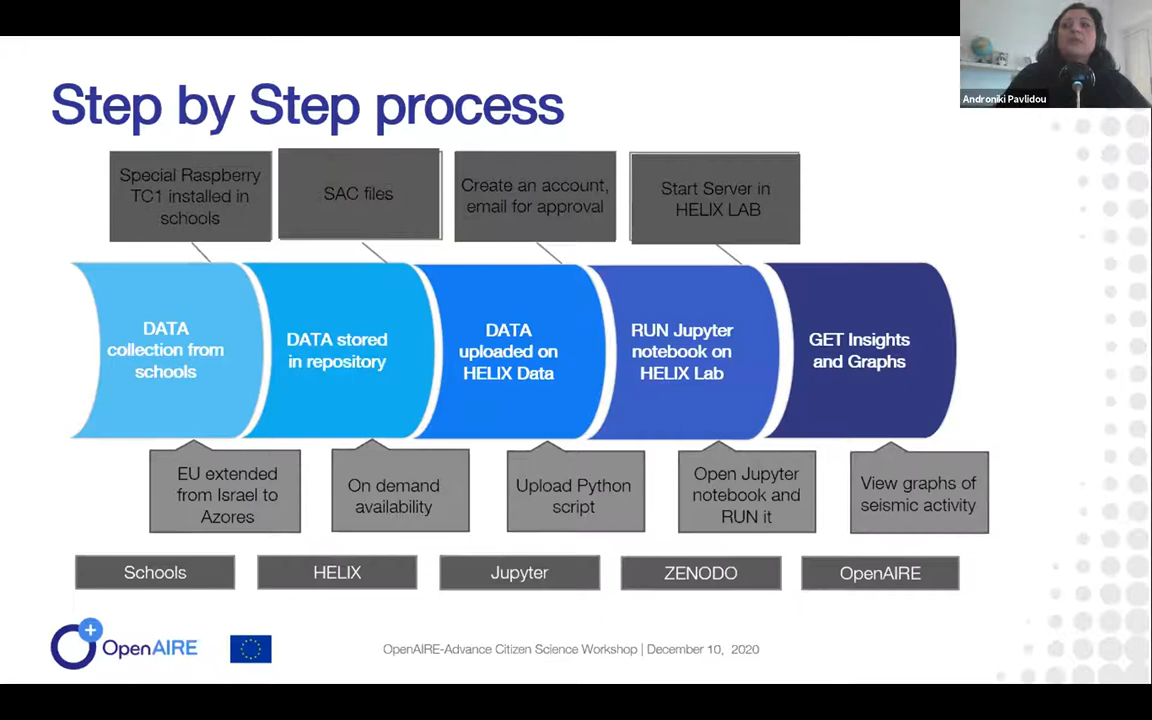 Androniki Pavlidou
Step by Step process
Special Raspberry
TC1 installed in
schools
SAC files
Create an account,
email for approval
Start Server in
HELIX LAB
DATA
collection from
schools
DATA stored
in repository
DATA
uploaded on
HELIX Data
RUN Jupyter
notebook on
HELIX Lab
GET Insights
and Graphs
EU extended
from Israel to
Azores
On demand
availability
Upload Python
script
Open Jupyter
notebook and
RUN it
View graphs of
seismic activity
Schools
HELIX
Jupyter
ZENODO
OpenAIRE
OpenAIRE
OpenAIRE-Advance Citizen Science Workshop | December 10, 2020